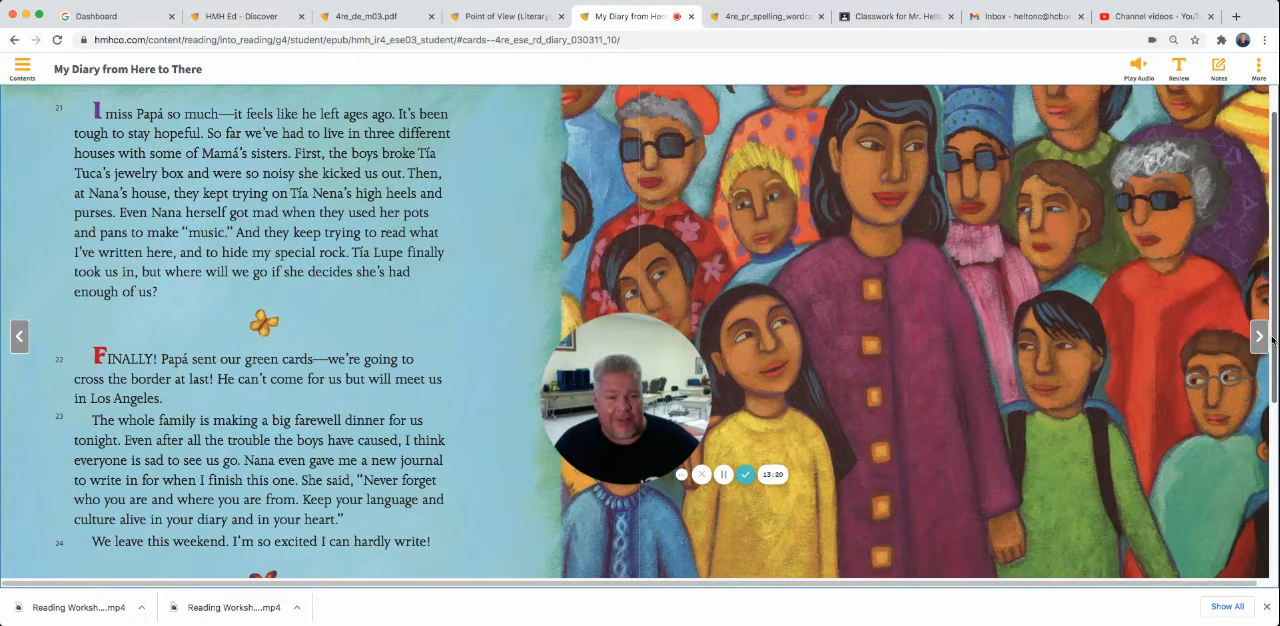 Dashboard
HMH Ed - Discover
4re_de_m03.pdf
Point of View (Literary)
My Diary from Here
4re_pr_spelling_wordc
Classwork for Mr. Helto
Inbox - heltonc@hcbo
Channel videos - YouT
hmhco.com/content/reading/into_reading/g4/student/epub/hmh_ir4_ese03_student/#cards--4re_ese_rd_diary_030311_10/
Contents
My Diary from Here to There
Play Audio
Review
Notes
More
21
I miss Papá so much—it feels like he left ages ago. It's been
tough to stay hopeful. So far we've had to live in three different
houses with some of Mamá's sisters. First, the boys broke Tía
Tuca's jewelry box and were so noisy she kicked us out. Then,
at Nana's house, they kept trying on Tía Nena's high heels and
purses. Even Nana herself got mad when they used her pots
and pans to make “music.” And they keep trying to read what
I've written here, and to hide my special rock. Tía Lupe finally
took us in, but where will we go if she decides she's had
enough of us?
22
FINALLY! Papá sent our green cards—we're going to
cross the border at last! He can't come for us but will meet us
in Los Angeles.
23
The whole family is making a big farewell dinner for us
tonight. Even after all the trouble the boys have caused, I think
everyone is sad to see us go. Nana even gave me a new journal
to write in for when I finish this one. She said, “Never forget
who you are and where you are from. Keep your language and
culture alive in your diary and in your heart.”
24
We leave this weekend. I'm so excited I can hardly write!
13:20
Reading Worksh....mp4
Reading Worksh....mp4
Show All